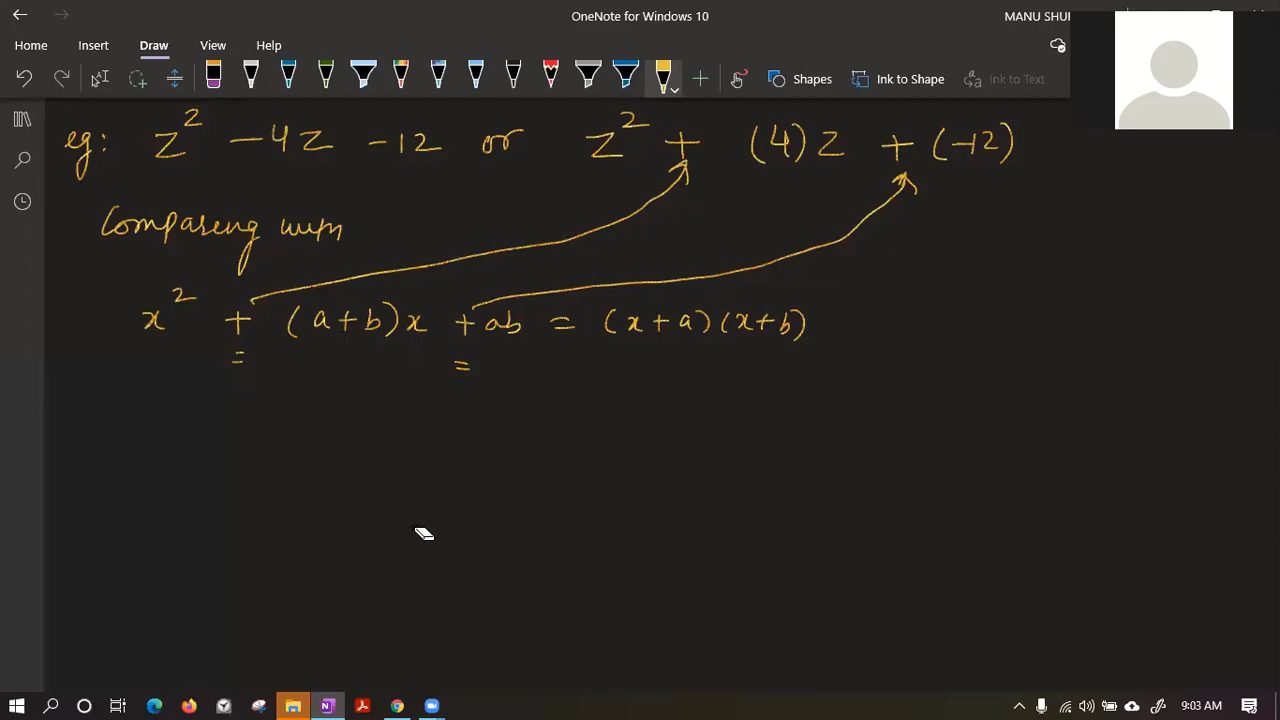 OneNote for Windows 10
MANU SHUK
Home Insert Draw View Help
Shapes Ink to Shape Ink to Text
eg: z² -4z -12 or z² + (4)z + (-12)
Comparing with
x² + (a+b)x + ab = (x+a)(x+b)
= =
9:03 AM